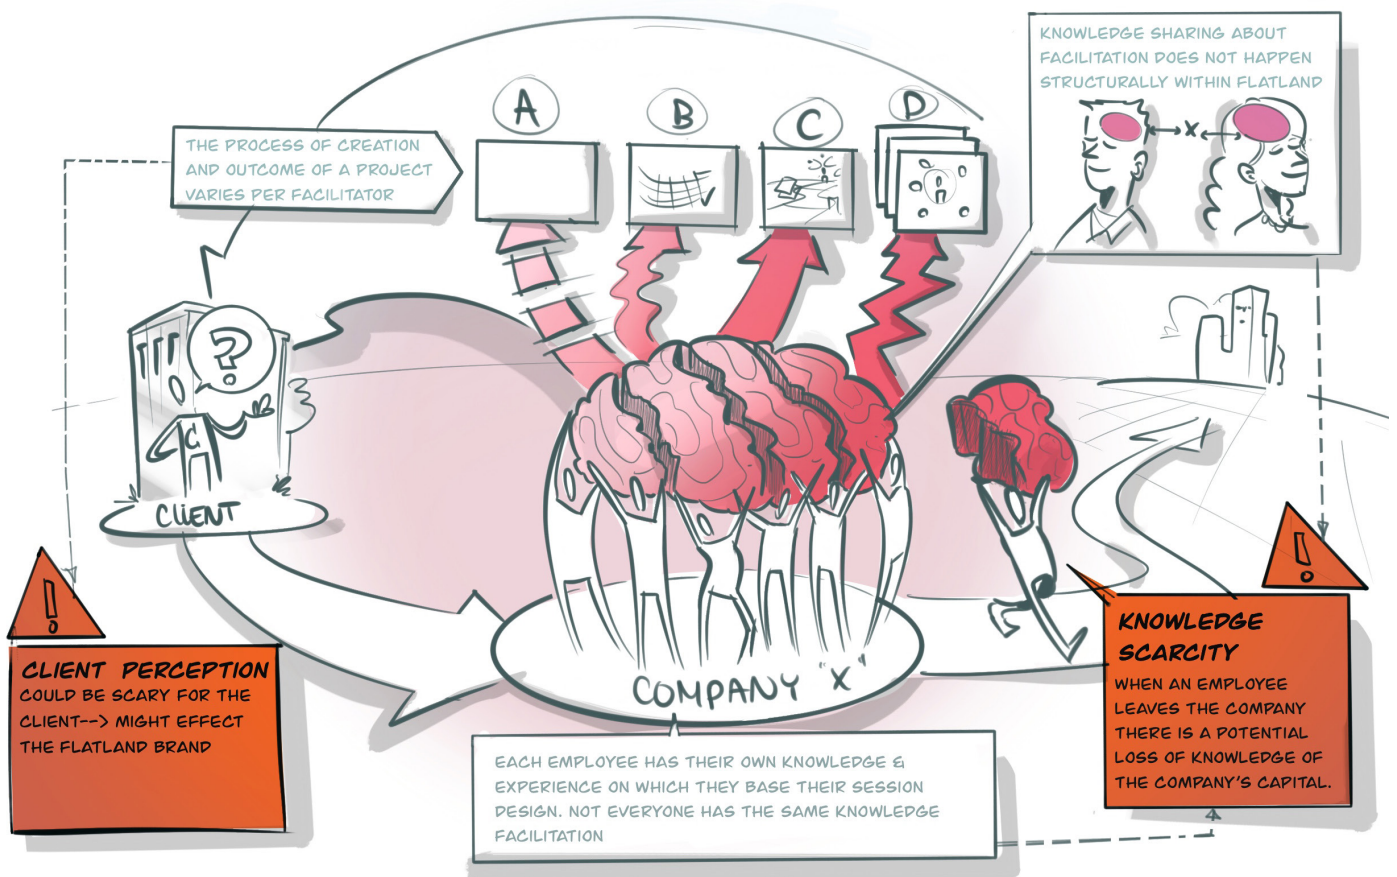 KNOWLEDGE SHARING ABOUT
FACILITATION DOES NOT HAPPEN
STRUCTURALLY WITHIN FLATLAND
X
A
B
C
D
THE PROCESS OF CREATION
AND OUTCOME OF A PROJECT
VARIES PER FACILITATOR
?
C
CLIENT
!
CLIENT PERCEPTION
COULD BE SCARY FOR THE
CLIENT--> MIGHT EFFECT
THE FLATLAND BRAND
COMPANY "X"
EACH EMPLOYEE HAS THEIR OWN KNOWLEDGE &
EXPERIENCE ON WHICH THEY BASE THEIR SESSION
DESIGN. NOT EVERYONE HAS THE SAME KNOWLEDGE
FACILITATION
!
KNOWLEDGE
SCARCITY
WHEN AN EMPLOYEE
LEAVES THE COMPANY
THERE IS A POTENTIAL
LOSS OF KNOWLEDGE OF
THE COMPANY'S CAPITAL.